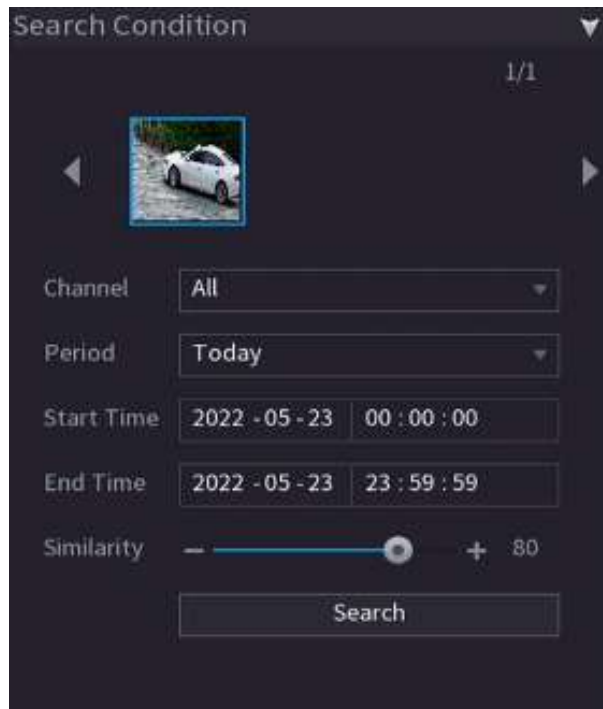 Search Condition
1/1
Channel All
Period Today
Start Time 2022 - 05 - 23 00 : 00 : 00
End Time 2022 - 05 - 23 23 : 59 : 59
Similarity 80
Search